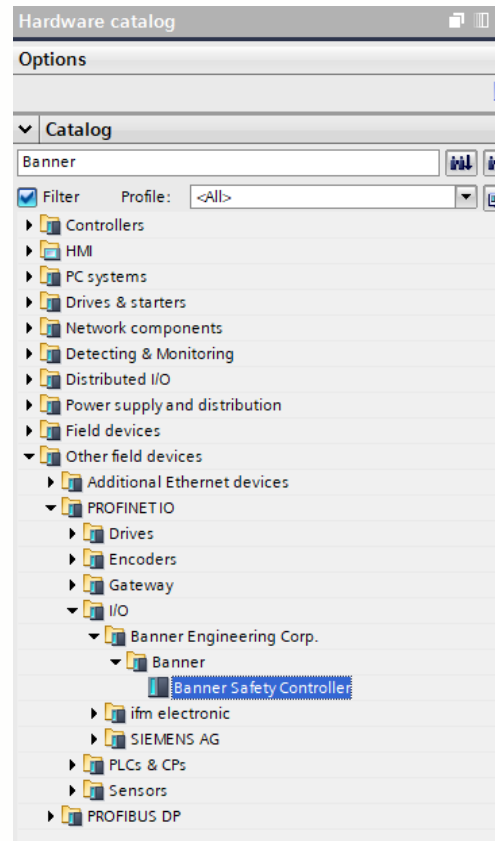 Hardware catalog
Options
Catalog
Banner
Filter Profile: <All>
Controllers
HMI
PC systems
Drives & starters
Network components
Detecting & Monitoring
Distributed I/O
Power supply and distribution
Field devices
Other field devices
Additional Ethernet devices
PROFINET IO
Drives
Encoders
Gateway
I/O
Banner Engineering Corp.
Banner
Banner Safety Controller
ifm electronic
SIEMENS AG
PLCs & CPs
Sensors
PROFIBUS DP